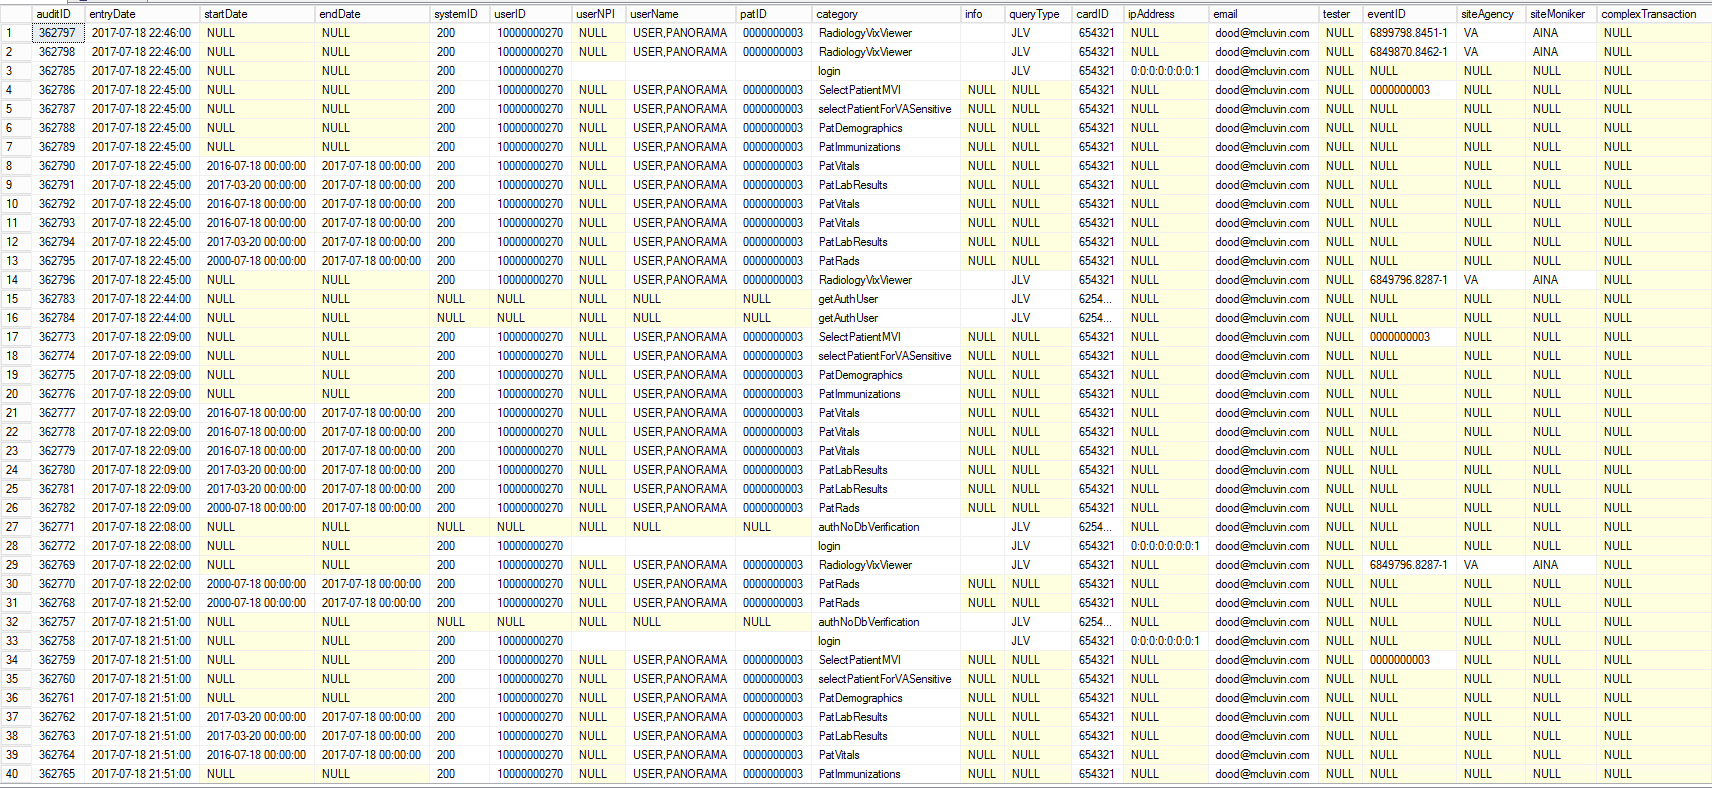 auditID entryDate startDate endDate systemID userID userNPI userName patID category info queryType cardID ipAddress email tester eventID siteAgency siteMoniker complexTransaction
1 362797 2017-07-18 22:46:00 NULL NULL 200 10000000270 NULL USER,PANORAMA 0000000003 RadiologyVixViewer JLV 654321 NULL dood@mcluvin.com NULL 6899798.8451-1 VA AINA NULL
2 362798 2017-07-18 22:46:00 NULL NULL 200 10000000270 NULL USER,PANORAMA 0000000003 RadiologyVixViewer JLV 654321 NULL dood@mcluvin.com NULL 6849870.8462-1 VA AINA NULL
3 362785 2017-07-18 22:45:00 NULL NULL 200 10000000270 login JLV 654321 0:0:0:0:0:0:0:1 dood@mcluvin.com NULL NULL NULL NULL NULL
4 362786 2017-07-18 22:45:00 NULL NULL 200 10000000270 NULL USER,PANORAMA 0000000003 SelectPatientMVI NULL NULL 654321 NULL dood@mcluvin.com NULL 0000000003 NULL NULL NULL
5 362787 2017-07-18 22:45:00 NULL NULL 200 10000000270 NULL USER,PANORAMA 0000000003 selectPatientForVASensitive NULL NULL 654321 NULL dood@mcluvin.com NULL NULL NULL NULL NULL
6 362788 2017-07-18 22:45:00 NULL NULL 200 10000000270 NULL USER,PANORAMA 0000000003 PatDemographics NULL NULL 654321 NULL dood@mcluvin.com NULL NULL NULL NULL NULL
7 362789 2017-07-18 22:45:00 NULL NULL 200 10000000270 NULL USER,PANORAMA 0000000003 PatImmunizations NULL NULL 654321 NULL dood@mcluvin.com NULL NULL NULL NULL NULL
8 362790 2017-07-18 22:45:00 2016-07-18 00:00:00 2017-07-18 00:00:00 200 10000000270 NULL USER,PANORAMA 0000000003 PatVitals NULL NULL 654321 NULL dood@mcluvin.com NULL NULL NULL NULL NULL
9 362791 2017-07-18 22:45:00 2017-03-20 00:00:00 2017-07-18 00:00:00 200 10000000270 NULL USER,PANORAMA 0000000003 PatLabResults NULL NULL 654321 NULL dood@mcluvin.com NULL NULL NULL NULL NULL
10 362792 2017-07-18 22:45:00 2016-07-18 00:00:00 2017-07-18 00:00:00 200 10000000270 NULL USER,PANORAMA 0000000003 PatVitals NULL NULL 654321 NULL dood@mcluvin.com NULL NULL NULL NULL NULL
11 362793 2017-07-18 22:45:00 2016-07-18 00:00:00 2017-07-18 00:00:00 200 10000000270 NULL USER,PANORAMA 0000000003 PatVitals NULL NULL 654321 NULL dood@mcluvin.com NULL NULL NULL NULL NULL
12 362794 2017-07-18 22:45:00 2017-03-20 00:00:00 2017-07-18 00:00:00 200 10000000270 NULL USER,PANORAMA 0000000003 PatLabResults NULL NULL 654321 NULL dood@mcluvin.com NULL NULL NULL NULL NULL
13 362795 2017-07-18 22:45:00 2000-07-18 00:00:00 2017-07-18 00:00:00 200 10000000270 NULL USER,PANORAMA 0000000003 PatRads NULL NULL 654321 NULL dood@mcluvin.com NULL NULL NULL NULL NULL
14 362796 2017-07-18 22:45:00 NULL NULL 200 10000000270 NULL USER,PANORAMA 0000000003 RadiologyVixViewer JLV 654321 NULL dood@mcluvin.com NULL 6849796.8287-1 VA AINA NULL
15 362783 2017-07-18 22:44:00 NULL NULL NULL NULL NULL NULL NULL getAuthUser JLV 6254... NULL dood@mcluvin.com NULL NULL NULL NULL NULL
16 362784 2017-07-18 22:44:00 NULL NULL NULL NULL NULL NULL NULL getAuthUser JLV 6254... NULL dood@mcluvin.com NULL NULL NULL NULL NULL
17 362773 2017-07-18 22:09:00 NULL NULL 200 10000000270 NULL USER,PANORAMA 0000000003 SelectPatientMVI NULL NULL 654321 NULL dood@mcluvin.com NULL 0000000003 NULL NULL NULL
18 362774 2017-07-18 22:09:00 NULL NULL 200 10000000270 NULL USER,PANORAMA 0000000003 selectPatientForVASensitive NULL NULL 654321 NULL dood@mcluvin.com NULL NULL NULL NULL NULL
19 362775 2017-07-18 22:09:00 NULL NULL 200 10000000270 NULL USER,PANORAMA 0000000003 PatDemographics NULL NULL 654321 NULL dood@mcluvin.com NULL NULL NULL NULL NULL
20 362776 2017-07-18 22:09:00 NULL NULL 200 10000000270 NULL USER,PANORAMA 0000000003 PatImmunizations NULL NULL 654321 NULL dood@mcluvin.com NULL NULL NULL NULL NULL
21 362777 2017-07-18 22:09:00 2016-07-18 00:00:00 2017-07-18 00:00:00 200 10000000270 NULL USER,PANORAMA 0000000003 PatVitals NULL NULL 654321 NULL dood@mcluvin.com NULL NULL NULL NULL NULL
22 362778 2017-07-18 22:09:00 2016-07-18 00:00:00 2017-07-18 00:00:00 200 10000000270 NULL USER,PANORAMA 0000000003 PatVitals NULL NULL 654321 NULL dood@mcluvin.com NULL NULL NULL NULL NULL
23 362779 2017-07-18 22:09:00 2016-07-18 00:00:00 2017-07-18 00:00:00 200 10000000270 NULL USER,PANORAMA 0000000003 PatVitals NULL NULL 654321 NULL dood@mcluvin.com NULL NULL NULL NULL NULL
24 362780 2017-07-18 22:09:00 2017-03-20 00:00:00 2017-07-18 00:00:00 200 10000000270 NULL USER,PANORAMA 0000000003 PatLabResults NULL NULL 654321 NULL dood@mcluvin.com NULL NULL NULL NULL NULL
25 362781 2017-07-18 22:09:00 2017-03-20 00:00:00 2017-07-18 00:00:00 200 10000000270 NULL USER,PANORAMA 0000000003 PatLabResults NULL NULL 654321 NULL dood@mcluvin.com NULL NULL NULL NULL NULL
26 362782 2017-07-18 22:09:00 2000-07-18 00:00:00 2017-07-18 00:00:00 200 10000000270 NULL USER,PANORAMA 0000000003 PatRads NULL NULL 654321 NULL dood@mcluvin.com NULL NULL NULL NULL NULL
27 362771 2017-07-18 22:08:00 NULL NULL NULL NULL NULL NULL NULL authNoDbVerification JLV 6254... NULL dood@mcluvin.com NULL NULL NULL NULL NULL
28 362772 2017-07-18 22:08:00 NULL NULL 200 10000000270 login JLV 654321 0:0:0:0:0:0:0:1 dood@mcluvin.com NULL NULL NULL NULL NULL
29 362769 2017-07-18 22:02:00 NULL NULL 200 10000000270 NULL USER,PANORAMA 0000000003 RadiologyVixViewer JLV 654321 NULL dood@mcluvin.com NULL 6849796.8287-1 VA AINA NULL
30 362770 2017-07-18 22:02:00 2000-07-18 00:00:00 2017-07-18 00:00:00 200 10000000270 NULL USER,PANORAMA 0000000003 PatRads NULL NULL 654321 NULL dood@mcluvin.com NULL NULL NULL NULL NULL
31 362768 2017-07-18 21:52:00 2000-07-18 00:00:00 2017-07-18 00:00:00 200 10000000270 NULL USER,PANORAMA 0000000003 PatRads NULL NULL 654321 NULL dood@mcluvin.com NULL NULL NULL NULL NULL
32 362757 2017-07-18 21:51:00 NULL NULL NULL NULL NULL NULL NULL authNoDbVerification JLV 6254... NULL dood@mcluvin.com NULL NULL NULL NULL NULL
33 362758 2017-07-18 21:51:00 NULL NULL 200 10000000270 login JLV 654321 0:0:0:0:0:0:0:1 dood@mcluvin.com NULL NULL NULL NULL NULL
34 362759 2017-07-18 21:51:00 NULL NULL 200 10000000270 NULL USER,PANORAMA 0000000003 SelectPatientMVI NULL NULL 654321 NULL dood@mcluvin.com NULL 0000000003 NULL NULL NULL
35 362760 2017-07-18 21:51:00 NULL NULL 200 10000000270 NULL USER,PANORAMA 0000000003 selectPatientForVASensitive NULL NULL 654321 NULL dood@mcluvin.com NULL NULL NULL NULL NULL
36 362761 2017-07-18 21:51:00 NULL NULL 200 10000000270 NULL USER,PANORAMA 0000000003 PatDemographics NULL NULL 654321 NULL dood@mcluvin.com NULL NULL NULL NULL NULL
37 362762 2017-07-18 21:51:00 2017-03-20 00:00:00 2017-07-18 00:00:00 200 10000000270 NULL USER,PANORAMA 0000000003 PatLabResults NULL NULL 654321 NULL dood@mcluvin.com NULL NULL NULL NULL NULL
38 362763 2017-07-18 21:51:00 2017-03-20 00:00:00 2017-07-18 00:00:00 200 10000000270 NULL USER,PANORAMA 0000000003 PatLabResults NULL NULL 654321 NULL dood@mcluvin.com NULL NULL NULL NULL NULL
39 362764 2017-07-18 21:51:00 2016-07-18 00:00:00 2017-07-18 00:00:00 200 10000000270 NULL USER,PANORAMA 0000000003 PatVitals NULL NULL 654321 NULL dood@mcluvin.com NULL NULL NULL NULL NULL
40 362765 2017-07-18 21:51:00 NULL NULL 200 10000000270 NULL USER,PANORAMA 0000000003 PatImmunizations NULL NULL 654321 NULL dood@mcluvin.com NULL NULL NULL NULL NULL